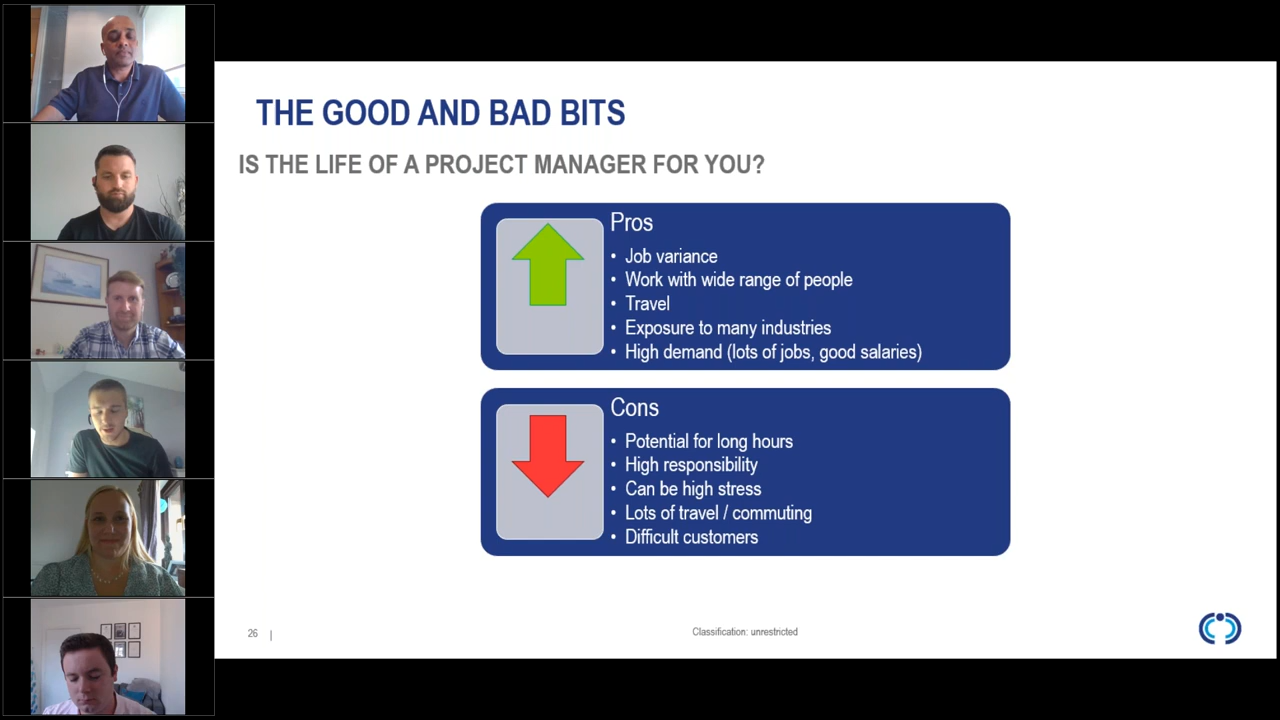 THE GOOD AND BAD BITS
IS THE LIFE OF A PROJECT MANAGER FOR YOU?
Pros
• Job variance
• Work with wide range of people
• Travel
• Exposure to many industries
• High demand (lots of jobs, good salaries)
Cons
• Potential for long hours
• High responsibility
• Can be high stress
• Lots of travel / commuting
• Difficult customers
26 |
Classification: unrestricted